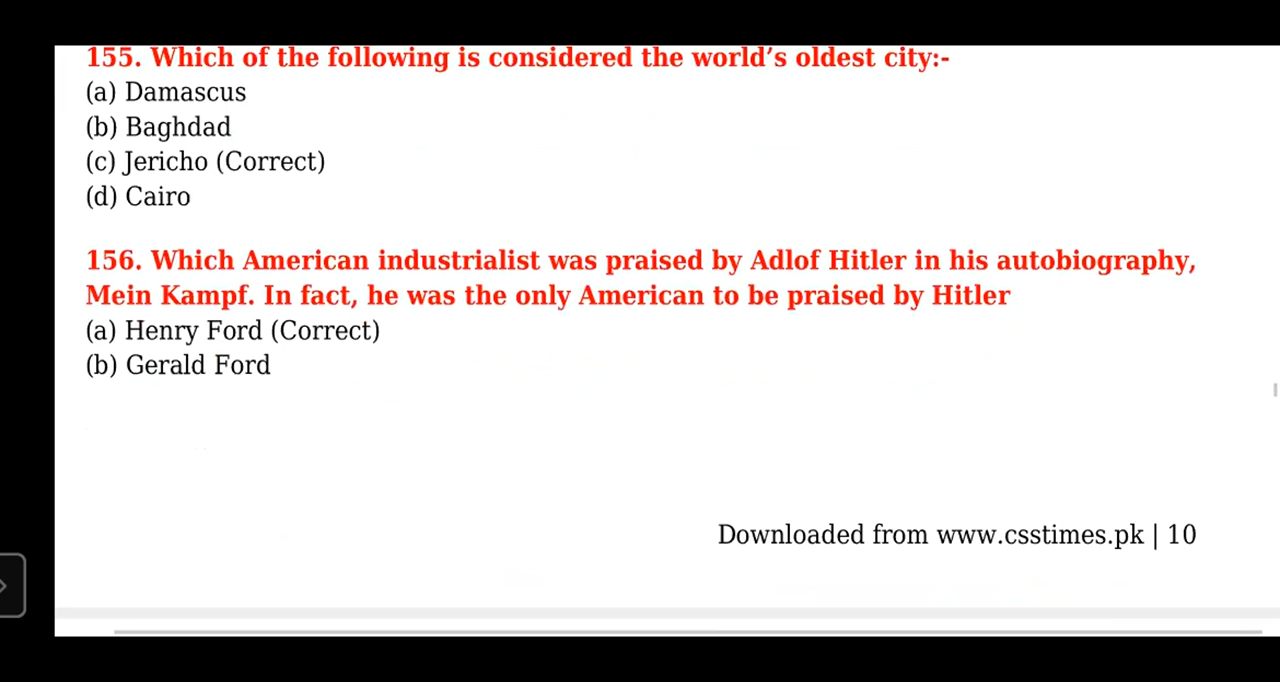 155. Which of the following is considered the world’s oldest city:-
(a) Damascus
(b) Baghdad
(c) Jericho (Correct)
(d) Cairo
156. Which American industrialist was praised by Adlof Hitler in his autobiography,
Mein Kampf. In fact, he was the only American to be praised by Hitler
(a) Henry Ford (Correct)
(b) Gerald Ford
Downloaded from www.csstimes.pk | 10